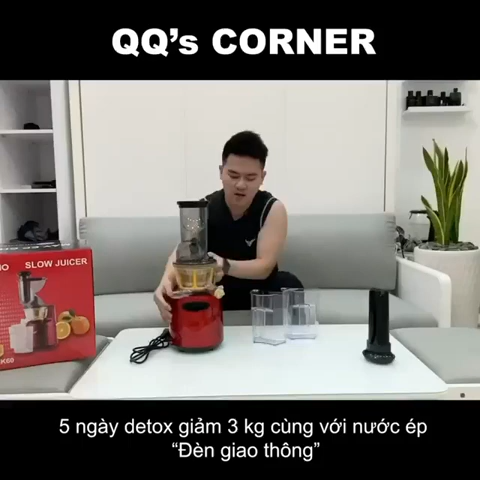 QQ's CORNER
SLOW JUICER
5 ngày detox giảm 3 kg cùng với nước ép
“Đèn giao thông”